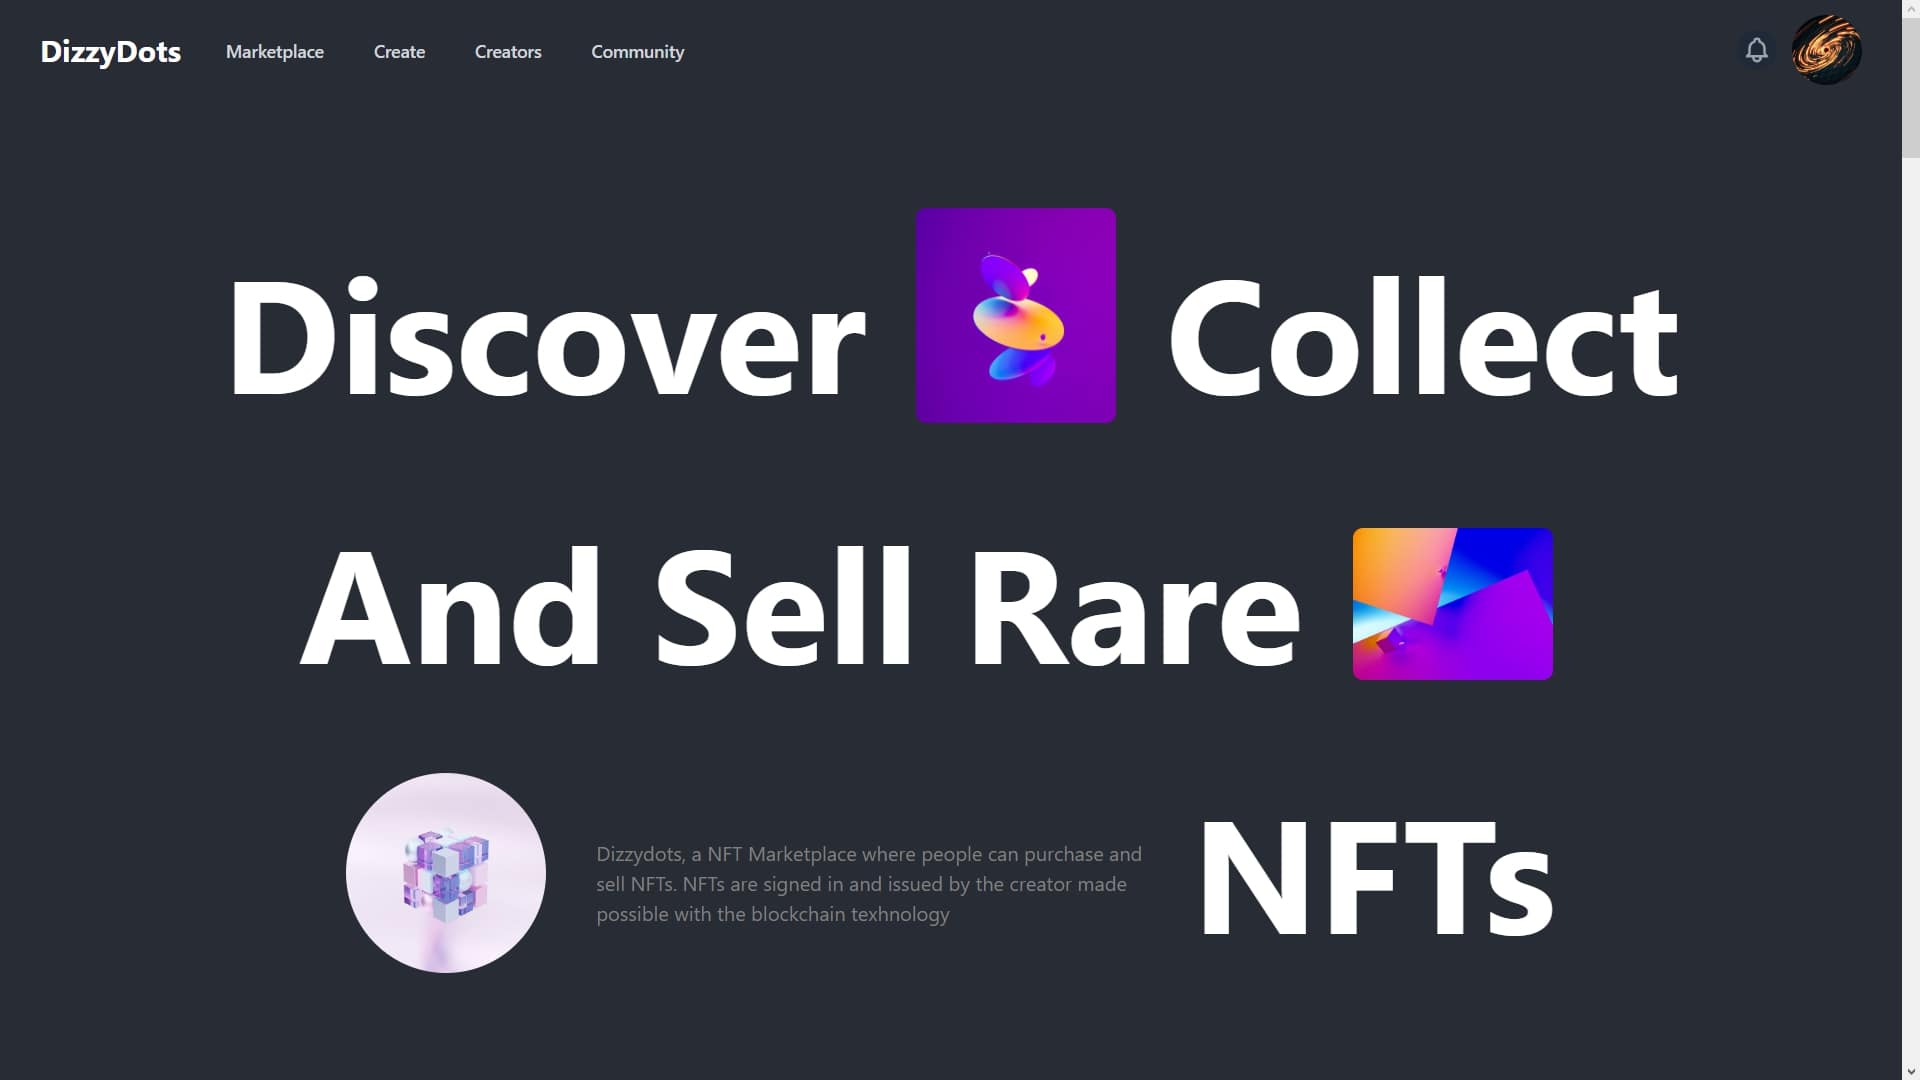 DizzyDots Marketplace Create Creators Community
Discover Collect
And Sell Rare
NFTs
Dizzydots, a NFT Marketplace where people can purchase and
sell NFTs. NFTs are signed in and issued by the creator made
possible with the blockchain texhnology